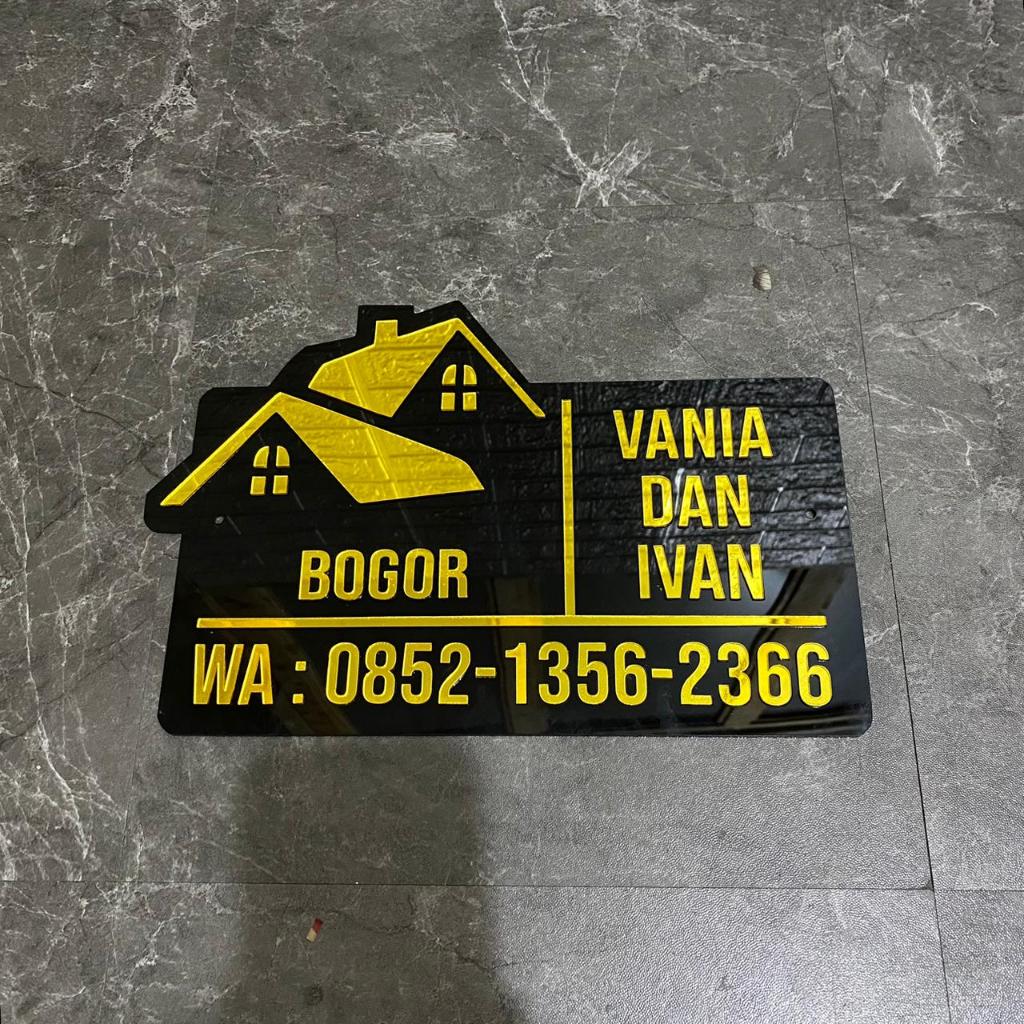 BOGOR
VANIA
DAN
IVAN
WA : 0852-1356-2366